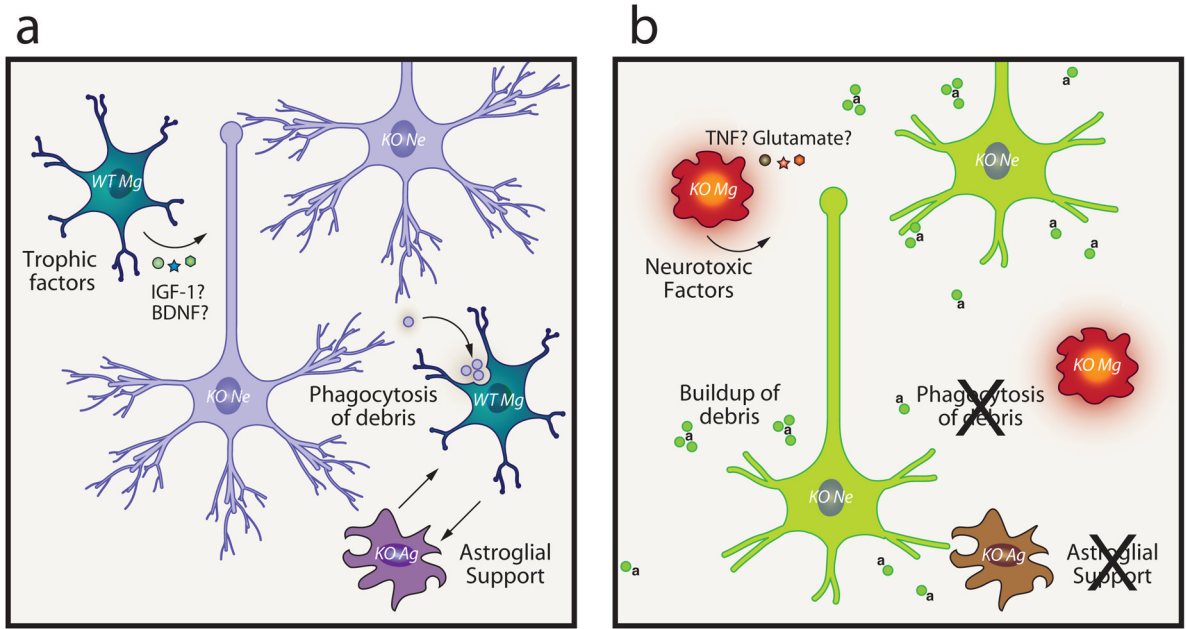 a
KO Ne
WT Mg
Trophic
factors
IGF-1?
BDNF?
KO Ne
Phagocytosis
of debris
WT Mg
KO Ag
Astroglial
Support
b
a
a
a
TNF? Glutamate?
KO Ne
KO Mg
a
a
a
Neurotoxic
Factors
a
KO Mg
Buildup of
debris
Phagocytosis
of debris
a
a
a
KO Ne
KO Ag
Astroglial
Support
a
a
a